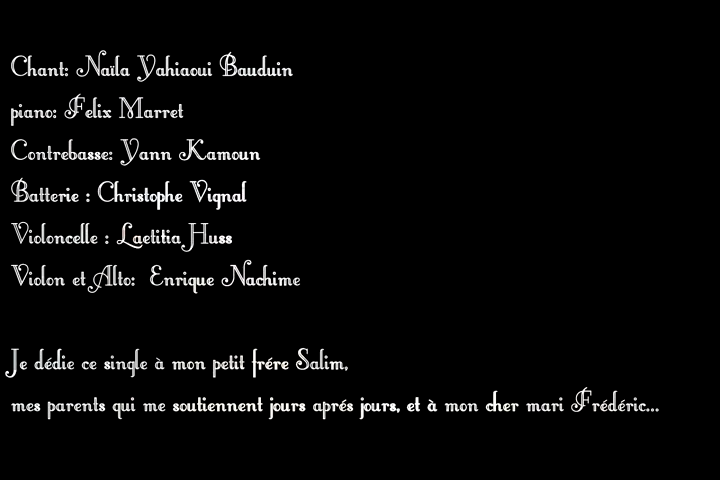 Chant: Naïla Yahiaoui Bauduin
piano: Felix Marret
Contrebasse: Yann Kamoun
Batterie : Christophe Vignal
Violoncelle : Laetitia Huss
Violon et Alto: Enrique Nachime
Je dédie ce single à mon petit frére Salim,
mes parents qui me soutiennent jours aprés jours, et à mon cher mari Frédéric...